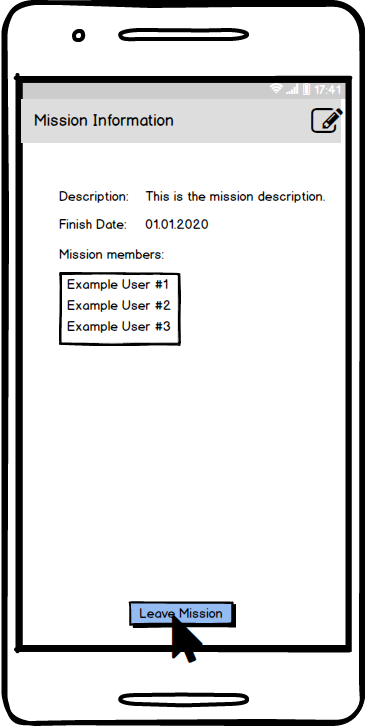 17:41
Mission Information
Description: This is the mission description.
Finish Date: 01.01.2020
Mission members:
Example User #1
Example User #2
Example User #3
Leave Mission